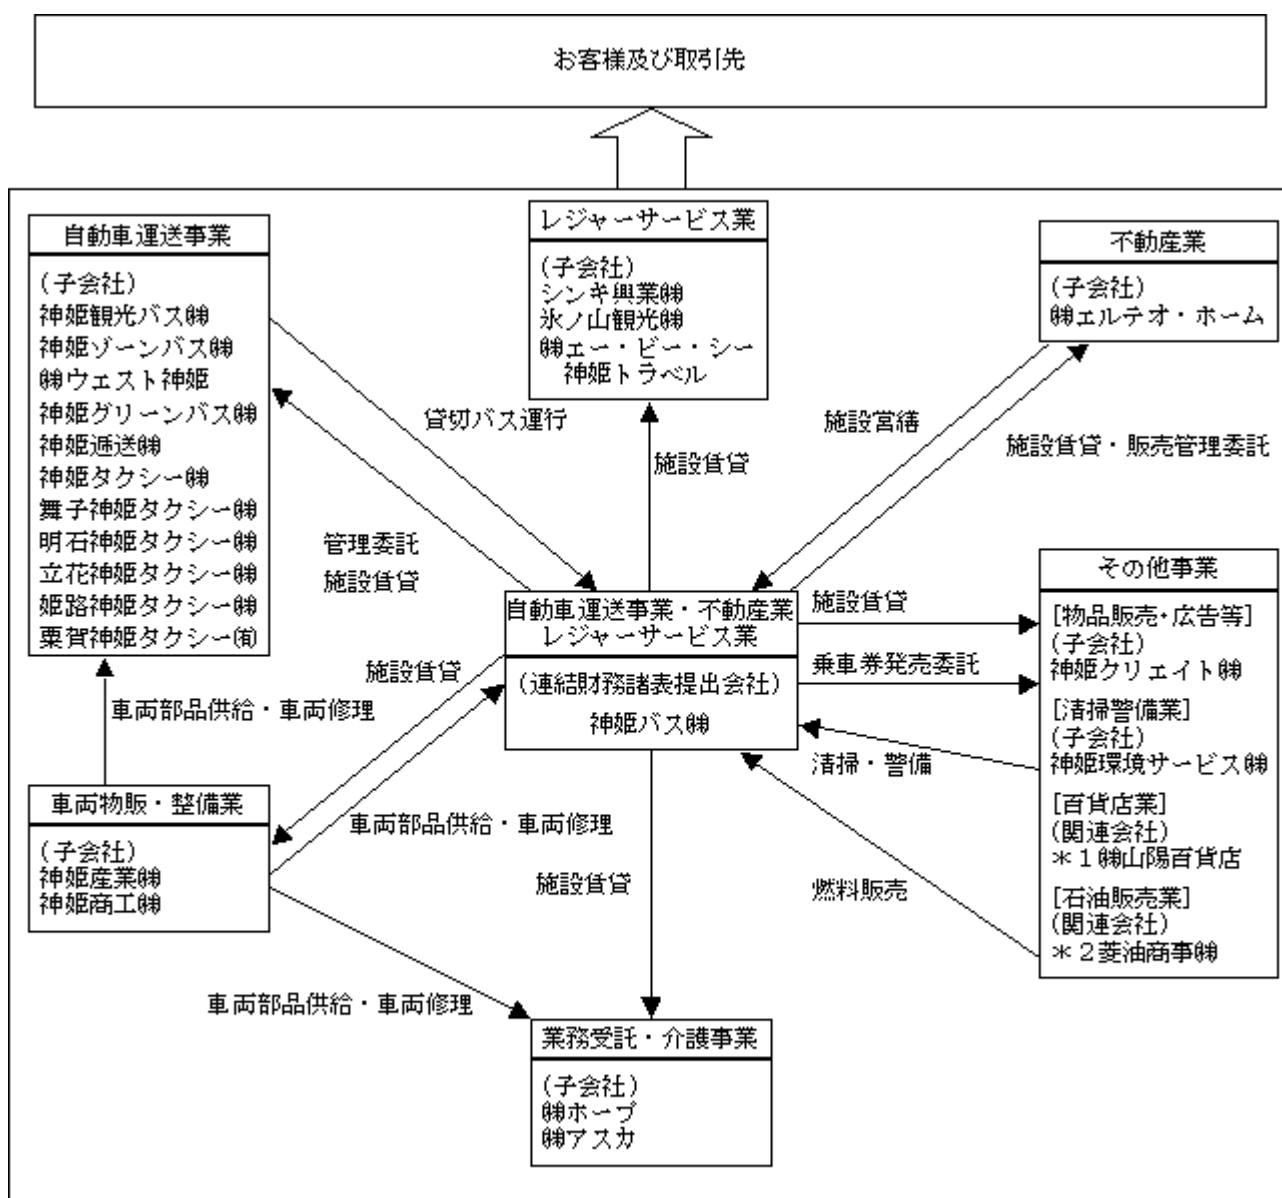 お客様及び取引先
自動車運送事業
(子会社)
神姫観光バス㈱
神姫ゾーンバス㈱
㈱ウエスト神姫
神姫グリーンバス㈱
神姫逓送㈱
神姫タクシー㈱
舞子神姫タクシー㈱
明石神姫タクシー㈱
立花神姫タクシー㈱
姫路神姫タクシー㈱
粟賀神姫タクシー㈲
レジャーサービス業
(子会社)
シンキ興業㈱
氷ノ山観光㈱
㈱エー・ビー・シー
神姫トラベル
不動産業
(子会社)
㈱エルテオ・ホーム
貸切バス運行
施設賃貸
施設営繕
施設賃貸・販売管理委託
管理委託
施設賃貸
自動車運送事業・不動産業
レジャーサービス業
(連結財務諸表提出会社)
神姫バス㈱
施設賃貸
乗車券発売委託
清掃・警備
燃料販売
その他事業
[物品販売・広告等]
(子会社)
神姫クリエイト㈱
[清掃警備業]
(子会社)
神姫環境サービス㈱
[百貨店業]
(関連会社)
＊1㈱山陽百貨店
[石油販売業]
(関連会社)
＊2菱油商事㈱
施設賃貸
車両部品供給・車両修理
車両物販・整備業
(子会社)
神姫産業㈱
神姫商工㈱
車両部品供給・車両修理
施設賃貸
車両部品供給・車両修理
業務受託・介護事業
(子会社)
㈱ホープ
㈱アスカ